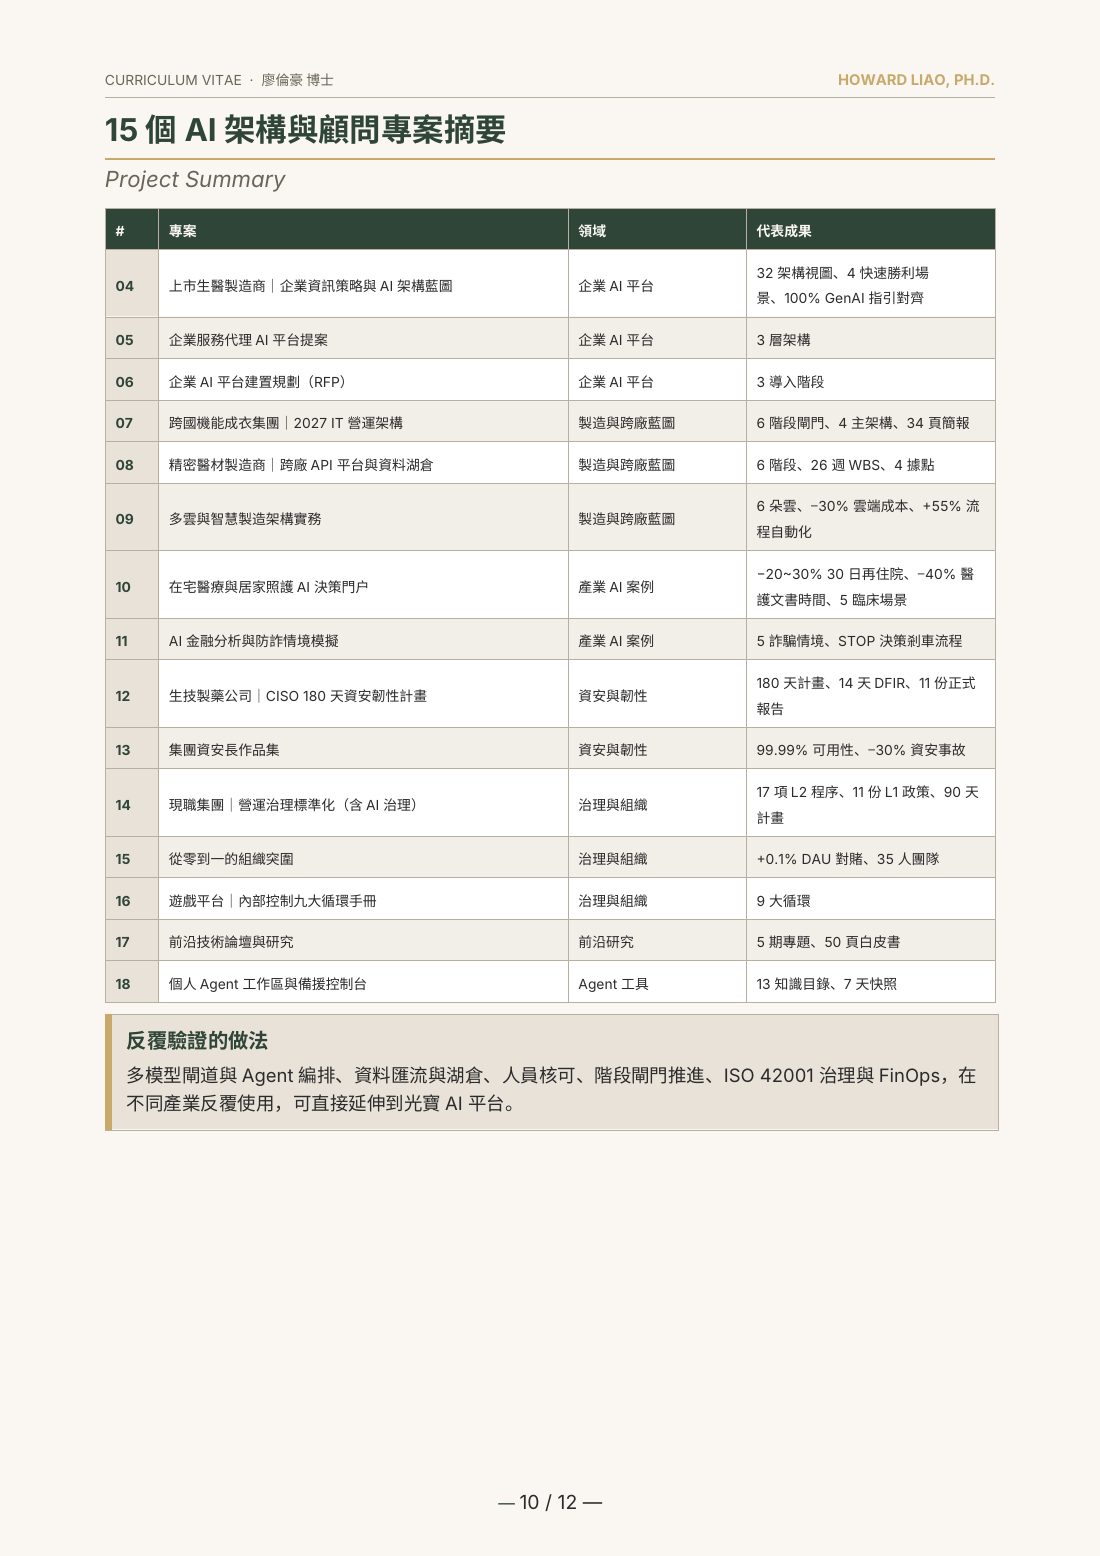 CURRICULUM VITAE · 廖倫豪 博士
HOWARD LIAO, PH.D.
15 個 AI 架構與顧問專案摘要
Project Summary
# 專案 領域 代表成果
04 上市生醫製造商｜企業資訊策略與 AI 架構藍圖 企業 AI 平台 32 架構視圖、4 快速勝利場
景、100% GenAI 指引對齊
05 企業服務代理 AI 平台提案 企業 AI 平台 3 層架構
06 企業 AI 平台建置規劃（RFP） 企業 AI 平台 3 導入階段
07 跨國機能成衣集團｜2027 IT 營運架構 製造與跨廠藍圖 6 階段閘門、4 主架構、34 頁簡報
08 精密醫材製造商｜跨廠 API 平台與資料湖倉 製造與跨廠藍圖 6 階段、26 週 WBS、4 據點
09 多雲與智慧製造架構實務 製造與跨廠藍圖 6 朵雲、−30% 雲端成本、+55% 流
程自動化
10 在宅醫療與居家照護 AI 決策門户 產業 AI 案例 −20~30% 30 日再住院、−40% 醫
護文書時間、5 臨床場景
11 AI 金融分析與防詐情境模擬 產業 AI 案例 5 詐騙情境、STOP 決策剎車流程
12 生技製藥公司｜CISO 180 天資安韌性計畫 資安與韌性 180 天計畫、14 天 DFIR、11 份正式
報告
13 集團資安長作品集 資安與韌性 99.99% 可用性、−30% 資安事故
14 現職集團｜營運治理標準化（含 AI 治理） 治理與組織 17 項 L2 程序、11 份 L1 政策、90 天
計畫
15 從零到一的組織突圍 治理與組織 +0.1% DAU 對賭、35 人團隊
16 遊戲平台｜內部控制九大循環手冊 治理與組織 9 大循環
17 前沿技術論壇與研究 前沿研究 5 期專題、50 頁白皮書
18 個人 Agent 工作區與備援控制台 Agent 工具 13 知識目錄、7 天快照
反覆驗證的做法
多模型閘道與 Agent 編排、資料匯流與湖倉、人員核可、階段閘門推進、ISO 42001 治理與 FinOps，在
不同產業反覆使用，可直接延伸到光寶 AI 平台。
— 10 / 12 —